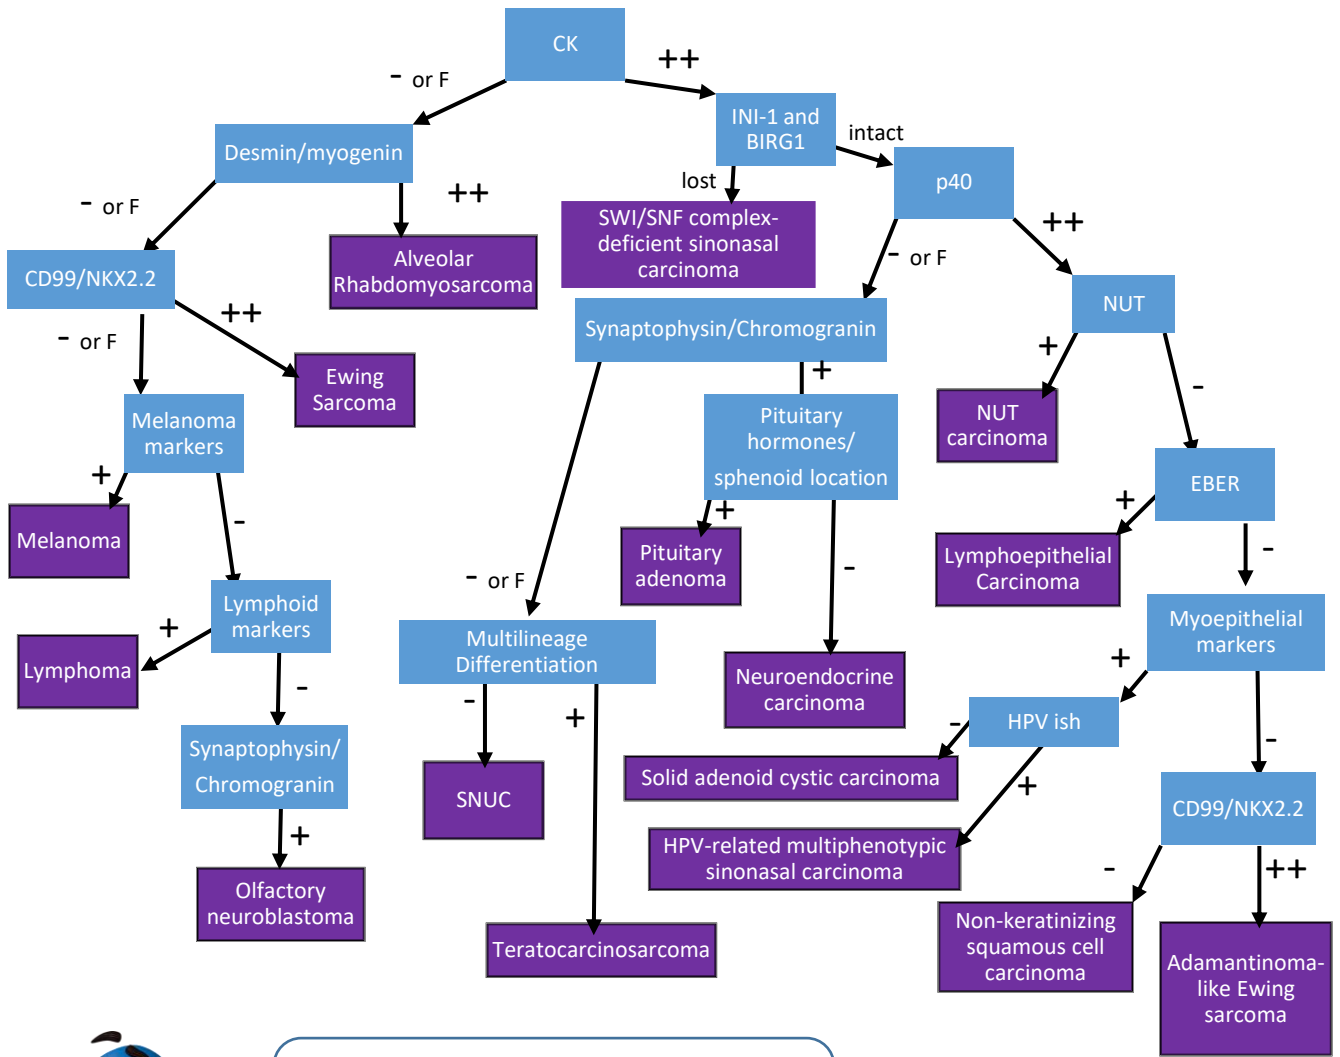 CK
- or F
++
Desmin/myogenin
INI-1 and
BIRG1
intact
lost
p40
- or F
++
++
SWI/SNF complex-
deficient sinonasal
carcinoma
- or F
CD99/NKX2.2
Alveolar
Rhabdomyosarcoma
NUT
Synaptophysin/Chromogranin
- or F
++
+
+
-
Ewing
Sarcoma
Melanoma
markers
Pituitary
hormones/
sphenoid location
NUT
carcinoma
+
-
EBER
+
+
-
Melanoma
Pituitary
adenoma
- or F
-
Lymphoepithelial
Carcinoma
Lymphoid
markers
+
Multilineage
Differentiation
Myoepithelial
markers
+
-
Lymphoma
-
-
+
Neuroendocrine
carcinoma
HPV ish
-
+
-
Synaptophysin/
Chromogranin
Solid adenoid cystic carcinoma
SNUC
CD99/NKX2.2
+
HPV-related multiphenotypic
sinonasal carcinoma
-
++
Olfactory
neuroblastoma
Teratocarcinosarcoma
Non-keratinizing
squamous cell
carcinoma
Adamantinoma-
like Ewing
sarcoma